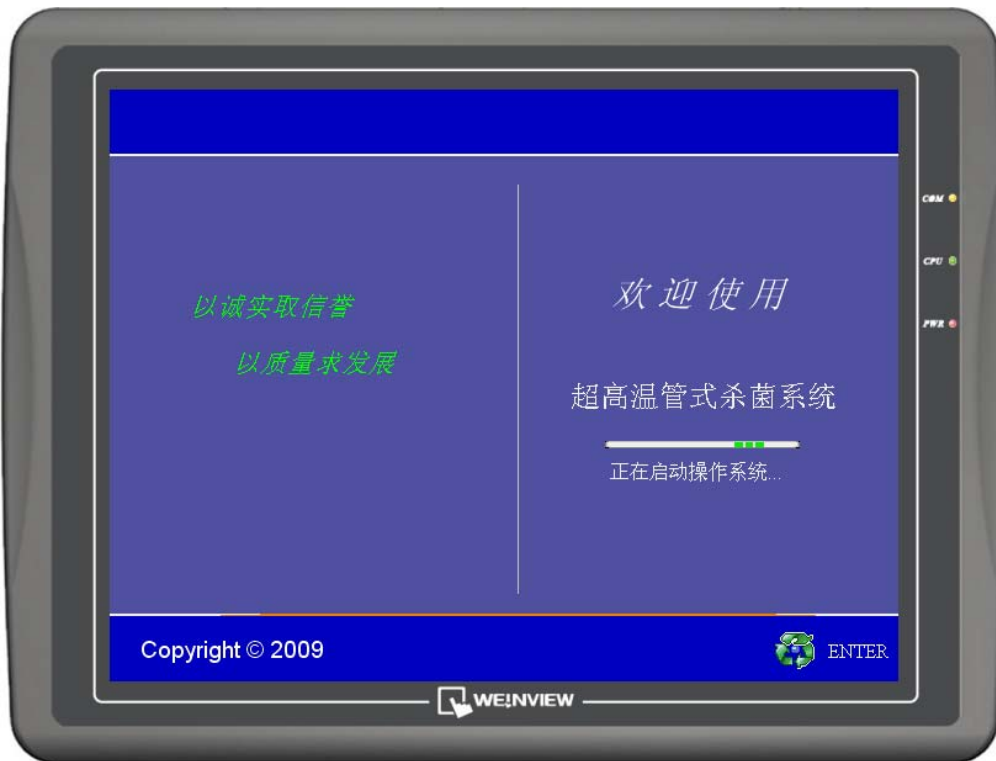 以诚实取信誉
以质量求发展
欢迎使用
超高温管式杀菌系统
正在启动操作系统...
Copyright © 2009
ENTER
COM
CPU
PWR
WE!NVIEW